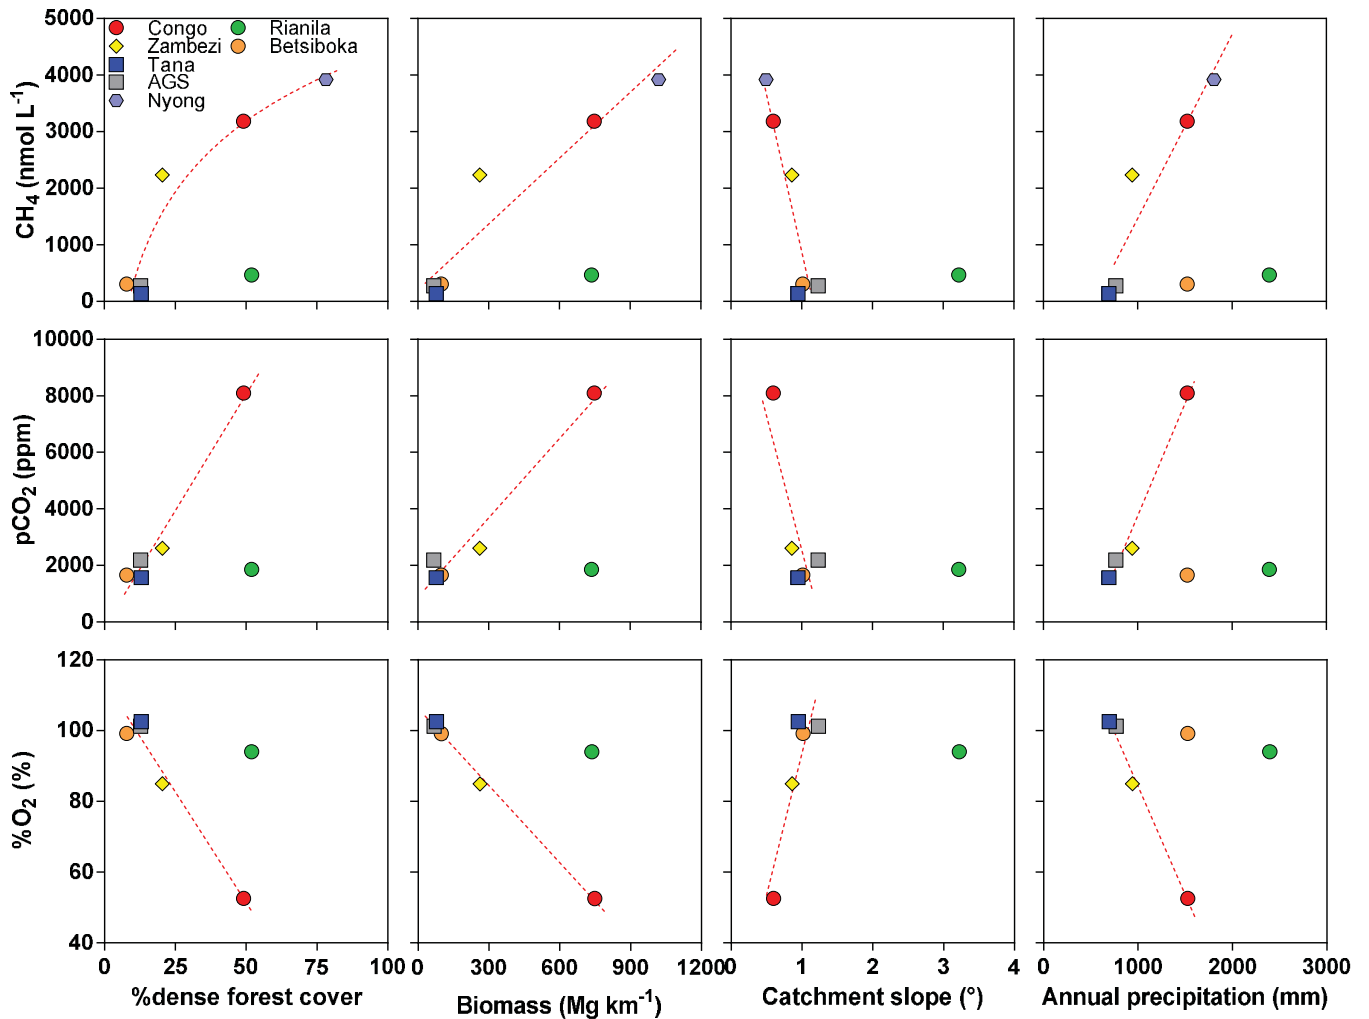 5000
4000
3000
2000
1000
0
CH4 (nmol L-1)
Congo
Zambezi
Tana
AGS
Nyong
Rianila
Betsiboka
10000
8000
6000
4000
2000
0
pCO2 (ppm)
120
100
80
60
40
%O2 (%)
0 25 50 75 100
%dense forest cover
0 300 600 900 1200
Biomass (Mg km-1)
0 1 2 3 4
Catchment slope (°)
0 1000 2000 3000
Annual precipitation (mm)